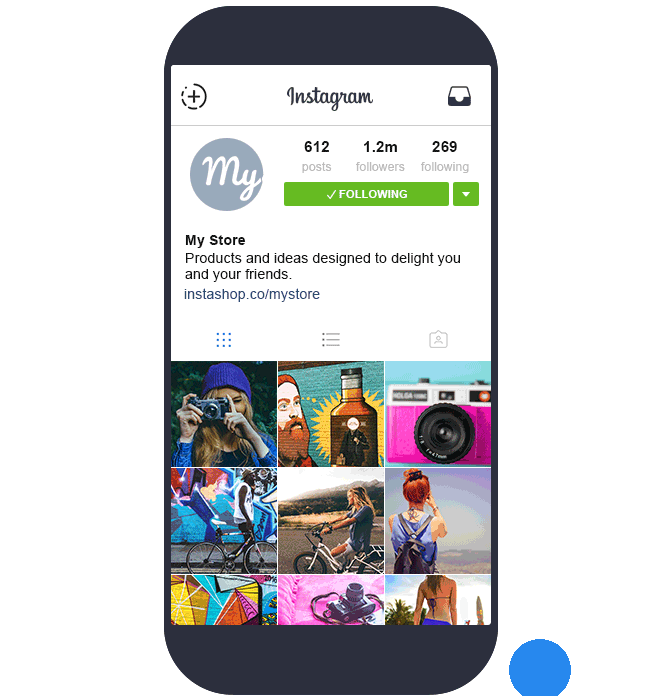 Instagram
My
612 1.2m 269
posts followers following
FOLLOWING
My Store
Products and ideas designed to delight you
and your friends.
instashop.co/mystore